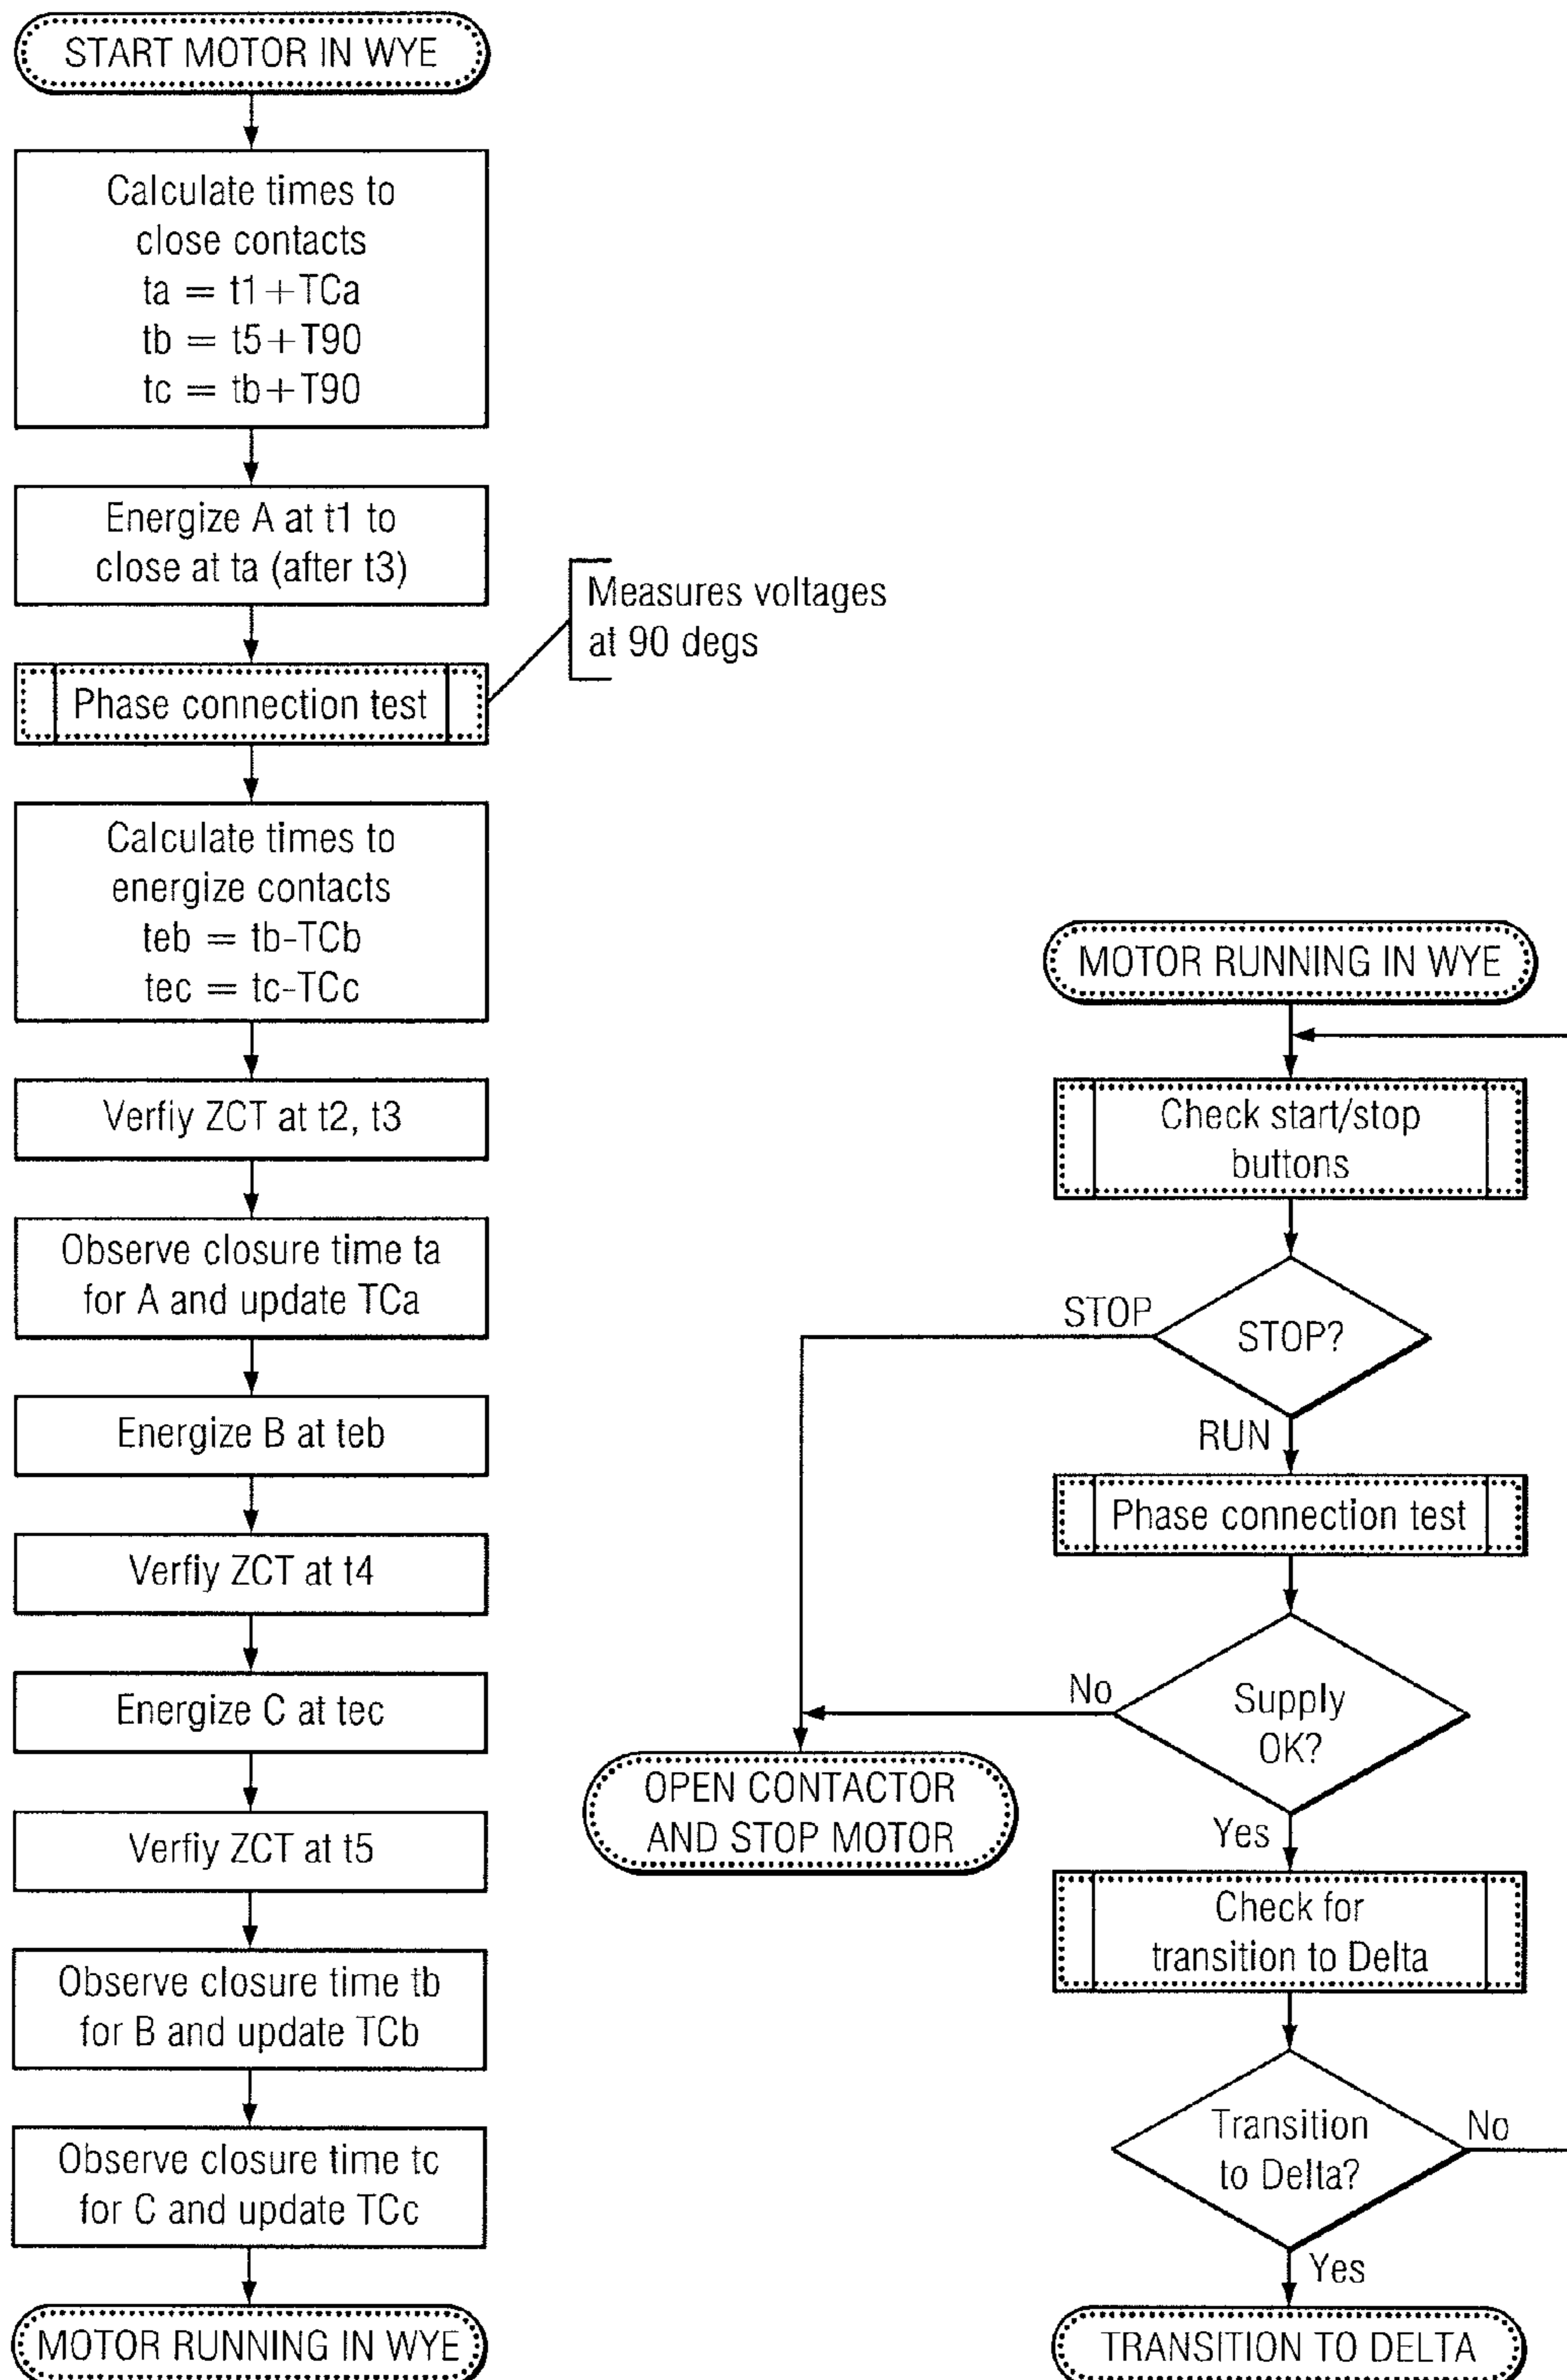 START MOTOR IN WYE
Calculate times to
close contacts
ta = t1+TCa
tb = t5+T90
tc = tb+T90
Energize A at t1 to
close at ta (after t3)
Measures voltages
at 90 degs
Phase connection test
Calculate times to
energize contacts
teb = tb-TCb
tec = tc-TCc
Verfiy ZCT at t2, t3
Observe closure time ta
for A and update TCa
Energize B at teb
Verfiy ZCT at t4
Energize C at tec
Verfiy ZCT at t5
Observe closure time tb
for B and update TCb
Observe closure time tc
for C and update TCc
MOTOR RUNNING IN WYE
MOTOR RUNNING IN WYE
Check start/stop
buttons
STOP
STOP?
RUN
Phase connection test
No
Supply
OK?
OPEN CONTACTOR
AND STOP MOTOR
Yes
Check for
transition to Delta
Transition
to Delta?
No
Yes
TRANSITION TO DELTA